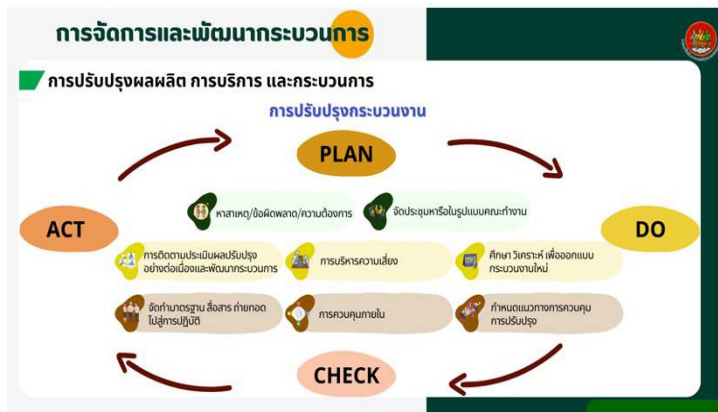 การจัดการและพัฒนากระบวนการ
การปรับปรุงผลผลิต การบริการ และกระบวนการ
การปรับปรุงกระบวนงาน
PLAN
หาสาเหตุ/ข้อผิดพลาด/ความต้องการ
จัดประชุมหารือในรูปแบบคณะทำงาน
ACT
DO
การติดตามประเมินผลปรับปรุง
อย่างต่อเนื่องและพัฒนากระบวนการ
การบริหารความเสี่ยง
ศึกษา วิเคราะห์ เพื่อออกแบบ
กระบวนงานใหม่
จัดทำมาตรฐาน สื่อสาร ถ่ายทอด
ไปสู่การปฏิบัติ
การควบคุมภายใน
กำหนดแนวทางการควบคุม
การปรับปรุง
CHECK